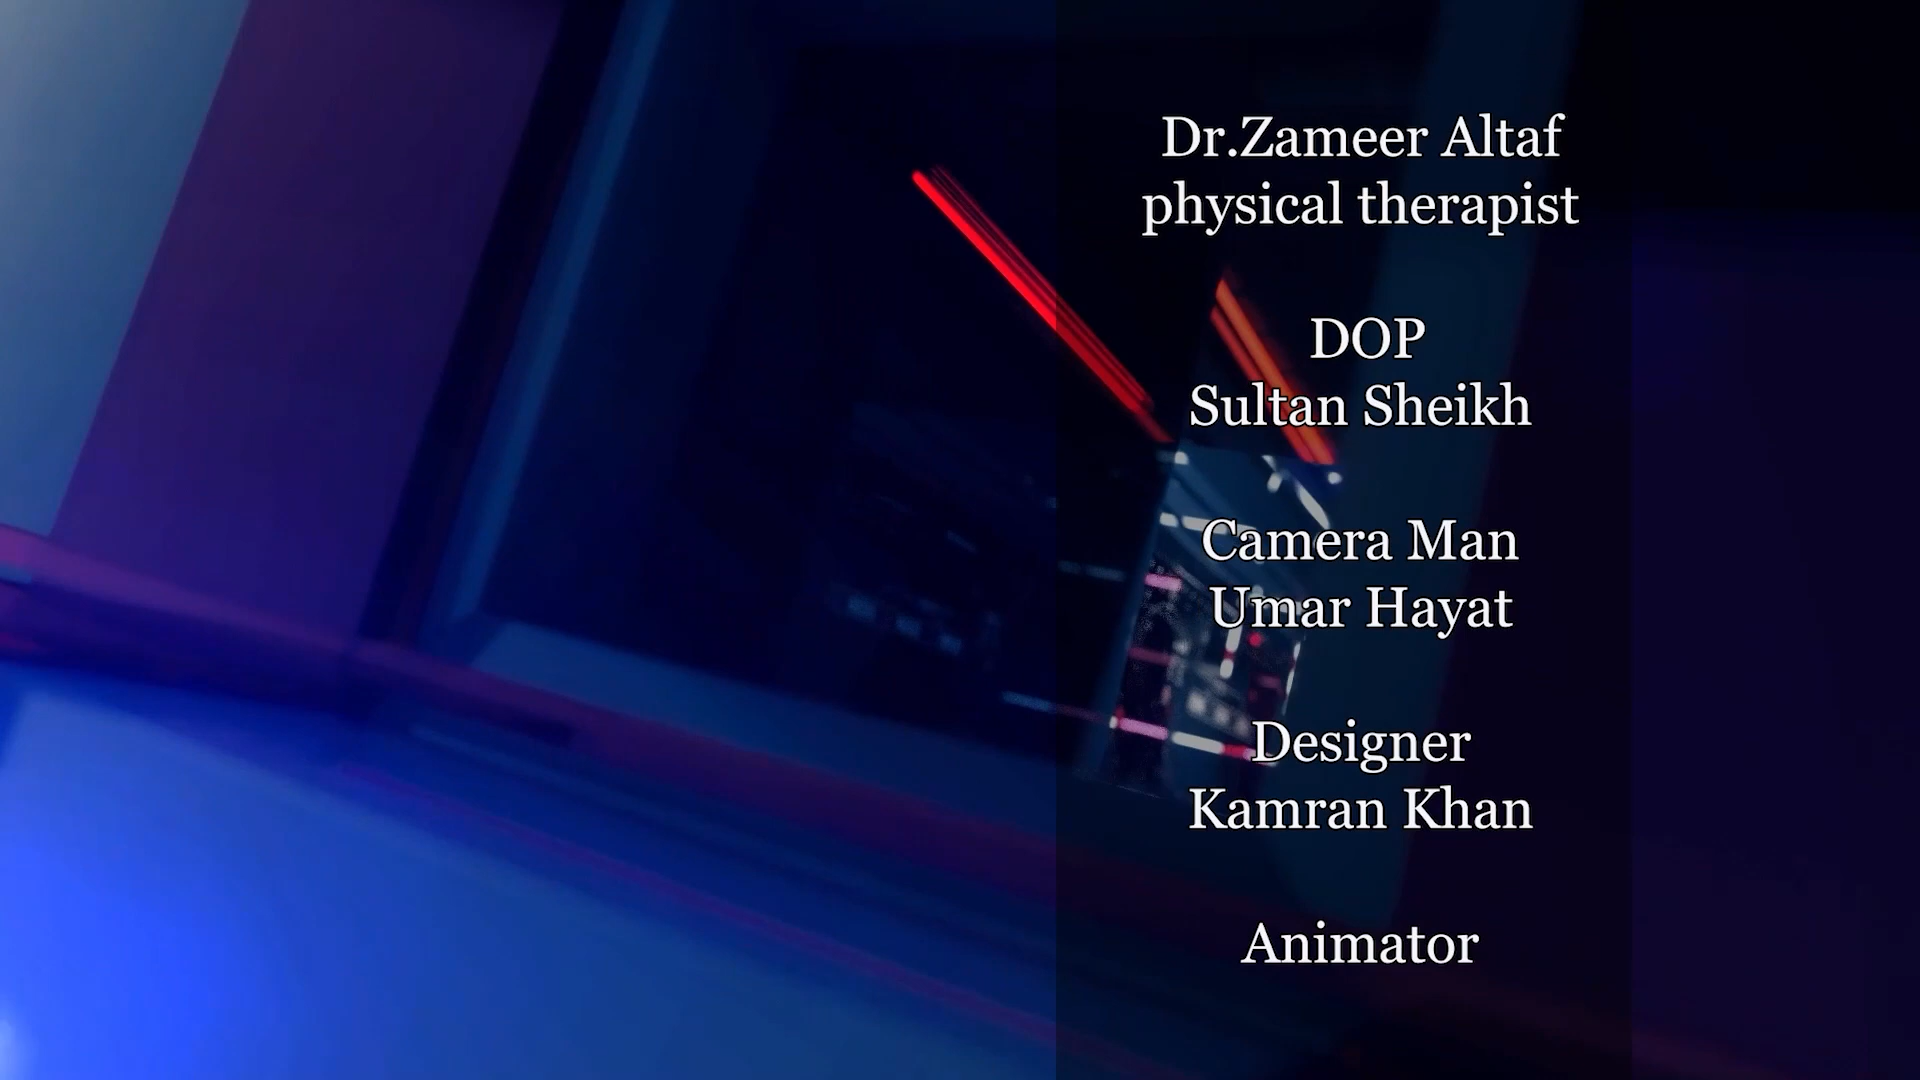 Dr.Zameer Altaf
physical therapist
DOP
Sultan Sheikh
Camera Man
Umar Hayat
Designer
Kamran Khan
Animator